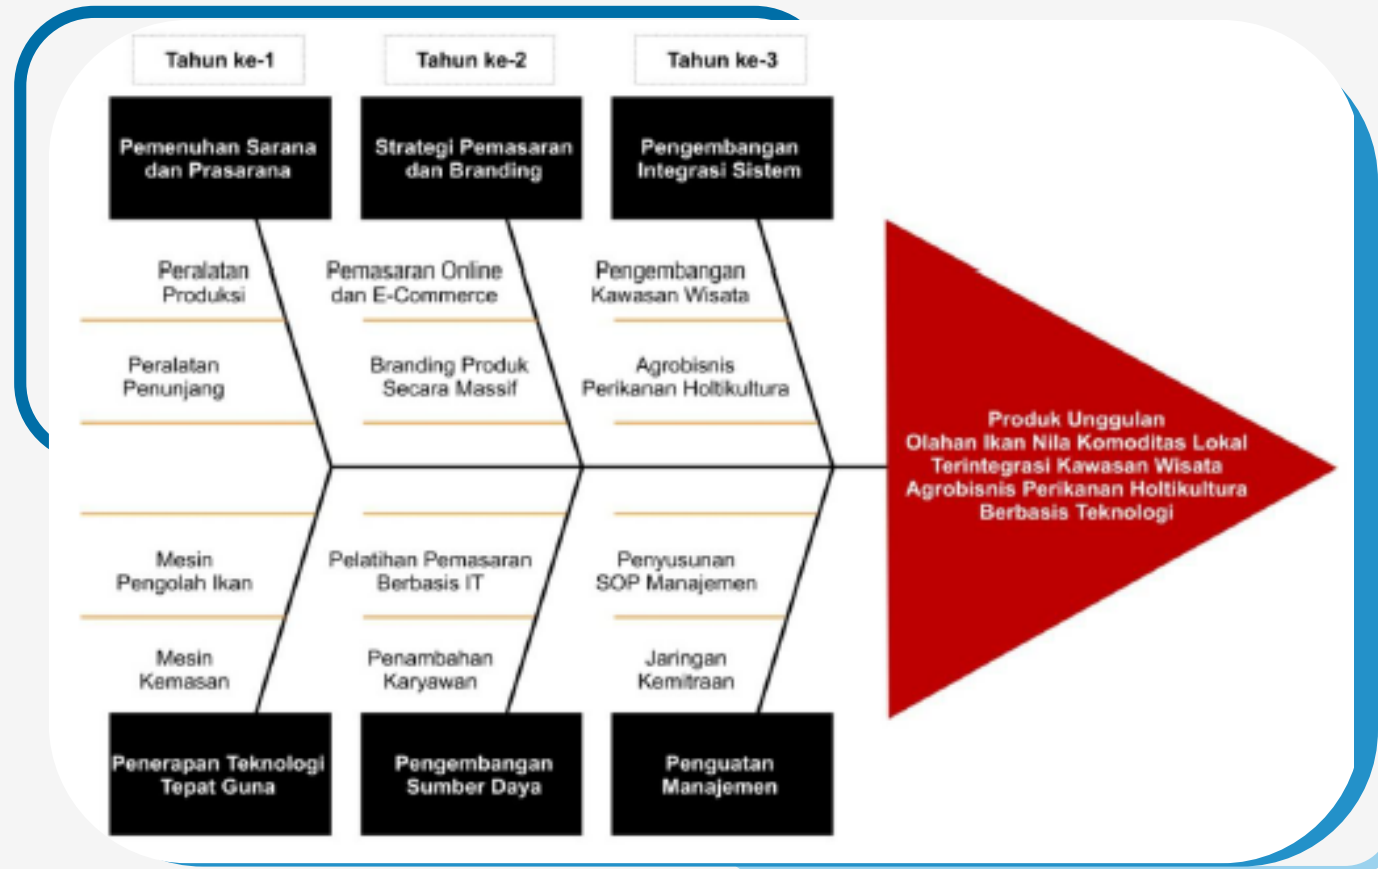 Tahun ke-1
Tahun ke-2
Tahun ke-3
Pemenuhan Sarana
dan Prasarana
Strategi Pemasaran
dan Branding
Pengembangan
Integrasi Sistem
Peralatan
Produksi
Pemasaran Online
dan E-Commerce
Pengembangan
Kawasan Wisata
Peralatan
Penunjang
Branding Produk
Secara Massif
Agrobisnis
Perikanan Holtikultura
Produk Unggulan
Olahan Ikan Nila Komoditas Lokal
Terintegrasi Kawasan Wisata
Agrobisnis Perikanan Holtikultura
Berbasis Teknologi
Mesin
Pengolah Ikan
Pelatihan Pemasaran
Berbasis IT
Penyusunan
SOP Manajemen
Mesin
Kemasan
Penambahan
Karyawan
Jaringan
Kemitraan
Penerapan Teknologi
Tepat Guna
Pengembangan
Sumber Daya
Penguatan
Manajemen